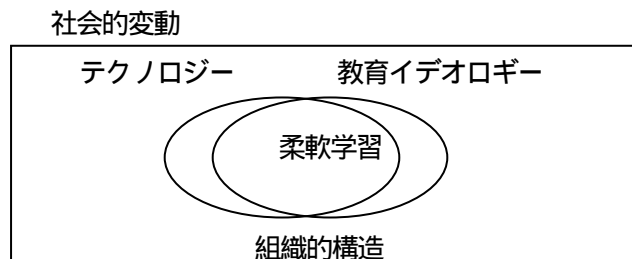 社会的変動
テクノロジー 教育イデオロギー
柔軟学習
組織的構造